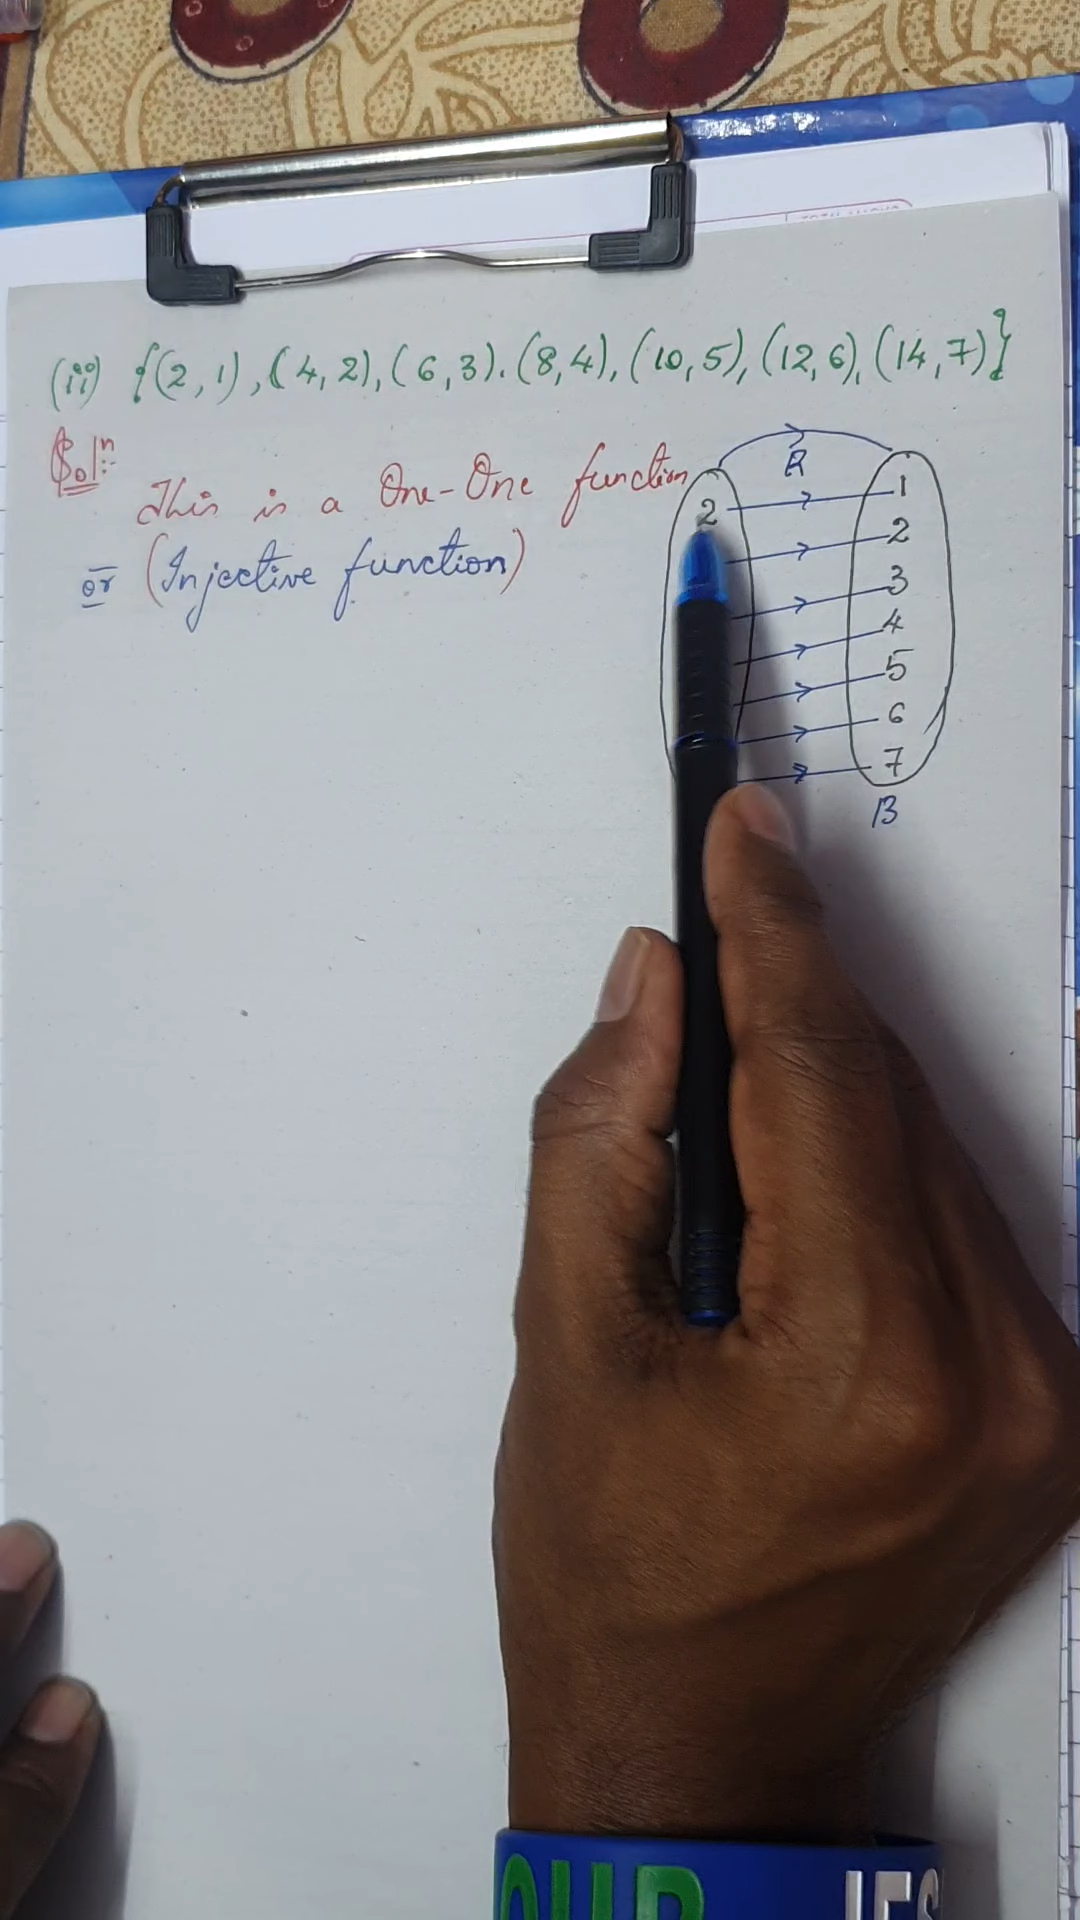 (ii) {(2,1),(4,2),(6,3).(8,4),(10,5),(12,6),(14,7)}
Soln:-
This is a One-One function
or (Injective function)
R
2
1
2
3
4
5
6
7
B
OUR